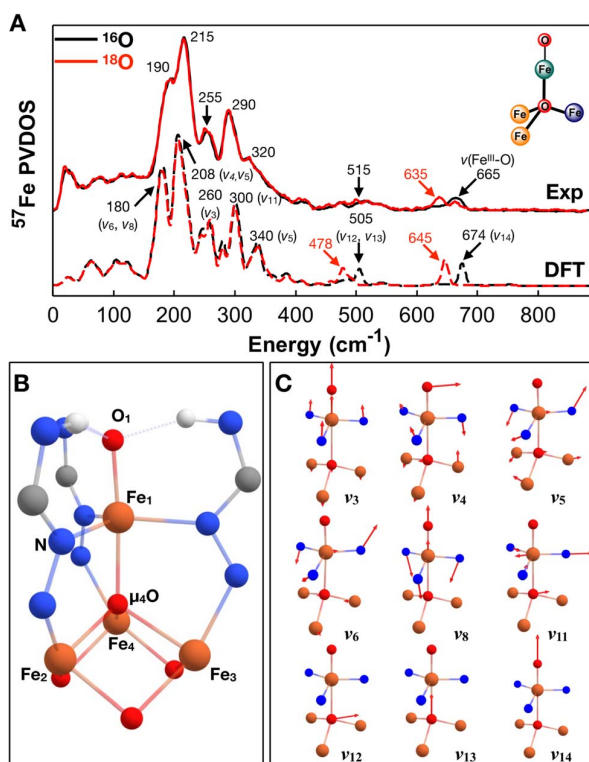 A
¹⁶O
¹⁸O
⁵⁷Fe PVDOS
190
215
255
290
320
515
635
ν(Feᴵᴵᴵ-O)
665
Exp
180
(ν₆, ν₈)
208 (ν₄,ν₅)
260
(ν₃)
300
(ν₁₁)
340 (ν₅)
478
505
(ν₁₂, ν₁₃)
645
674 (ν₁₄)
DFT
O
Fe
O
Fe
Fe
Fe
0 100 200 300 400 500 600 700 800
Energy (cm⁻¹)
B
O₁
Fe₁
N
μ₄O
Fe₄
Fe₂
Fe₃
C
ν₃ ν₄ ν₅
ν₆ ν₈ ν₁₁
ν₁₂ ν₁₃ ν₁₄